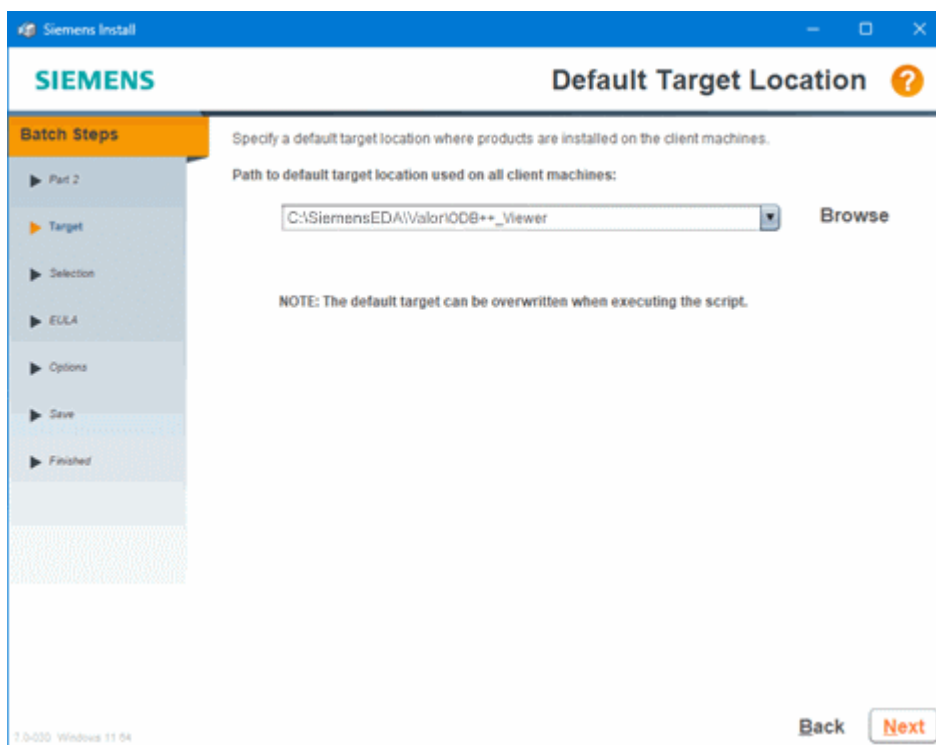 Siemens Install
SIEMENS
Default Target Location
?
Batch Steps
Part 2
Target
Selection
EULA
Options
Save
Finished
Specify a default target location where products are installed on the client machines.
Path to default target location used on all client machines:
C:\SiemensEDA\Valor\ODB++_Viewer
Browse
NOTE: The default target can be overwritten when executing the script.
7.0-020 Windows 11 64
Back
Next